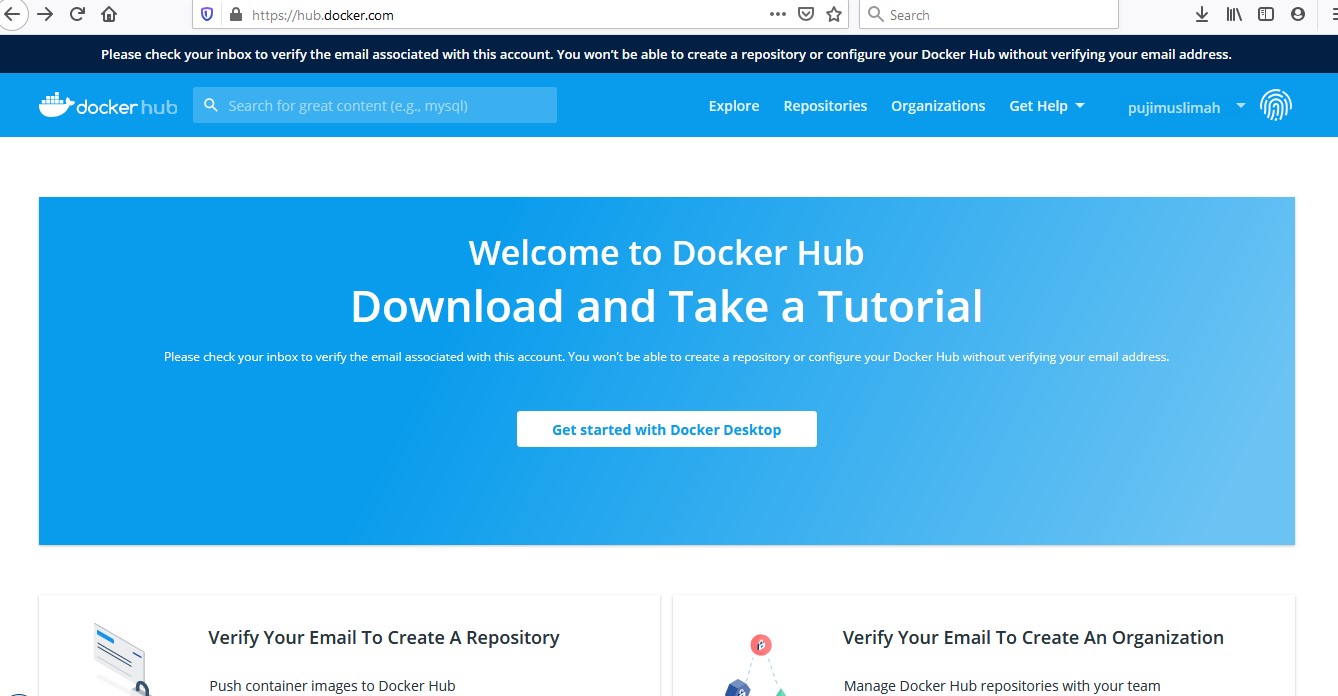 https://hub.docker.com
Search
Please check your inbox to verify the email associated with this account. You won't be able to create a repository or configure your Docker Hub without verifying your email address.
docker hub
Search for great content (e.g., mysql)
Explore
Repositories
Organizations
Get Help
pujimuslimah
Welcome to Docker Hub
Download and Take a Tutorial
Please check your inbox to verify the email associated with this account. You won't be able to create a repository or configure your Docker Hub without verifying your email address.
Get started with Docker Desktop
Verify Your Email To Create A Repository
Push container images to Docker Hub
Verify Your Email To Create An Organization
Manage Docker Hub repositories with your team